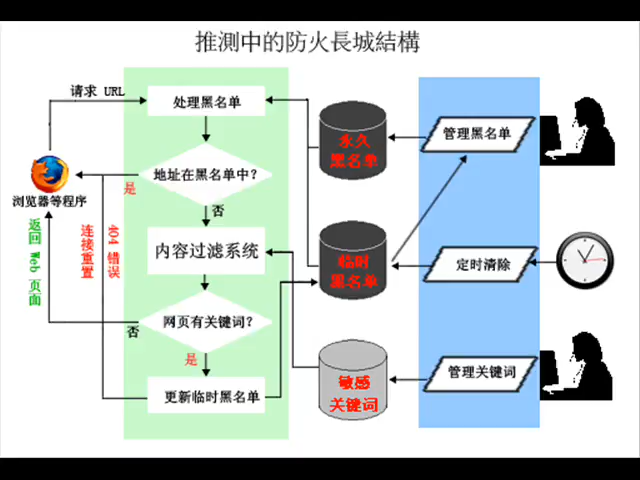 推測中的防火長城結構
请求 URL
处理黑名单
永久
黑名单
管理黑名单
地址在黑名单中?
是
浏览器等程序
否
返回 Web 页面
连接重置
404 错误
内容过滤系统
临时
黑名单
定时清除
网页有关键词?
否
是
更新临时黑名单
敏感
关键词
管理关键词